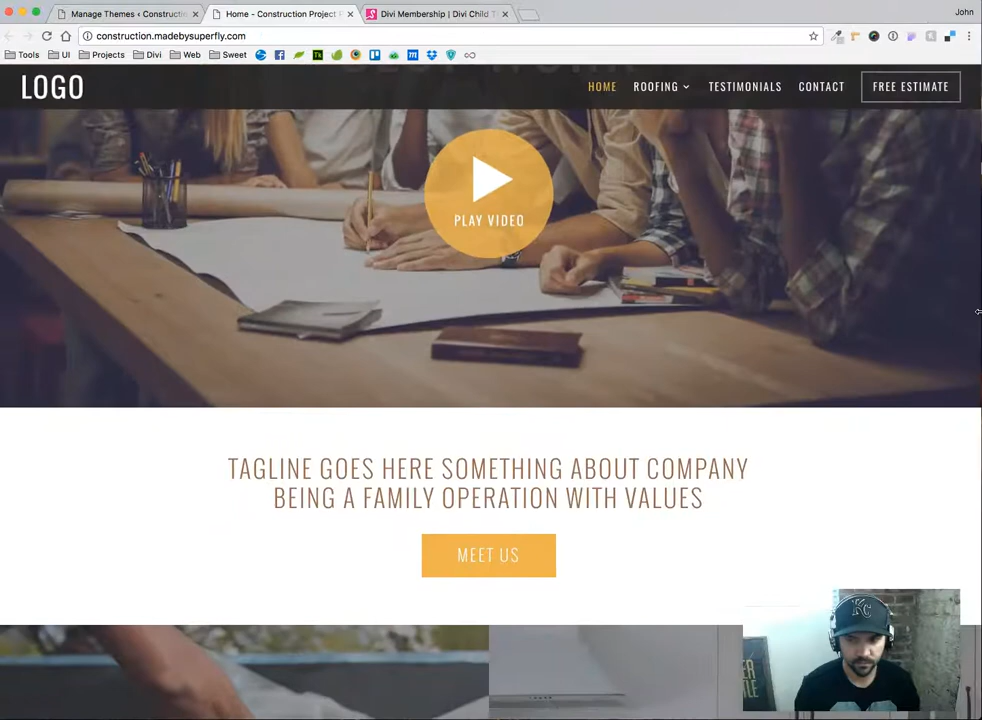 Manage Themes ‹ Constructio
Home - Construction Project P
Divi Membership | Divi Child T
John
construction.madebysuperfly.com
Tools
UI
Projects
Divi
Web
Sweet
LOGO
HOME
ROOFING
TESTIMONIALS
CONTACT
FREE ESTIMATE
PLAY VIDEO
TAGLINE GOES HERE SOMETHING ABOUT COMPANY
BEING A FAMILY OPERATION WITH VALUES
MEET US
KC